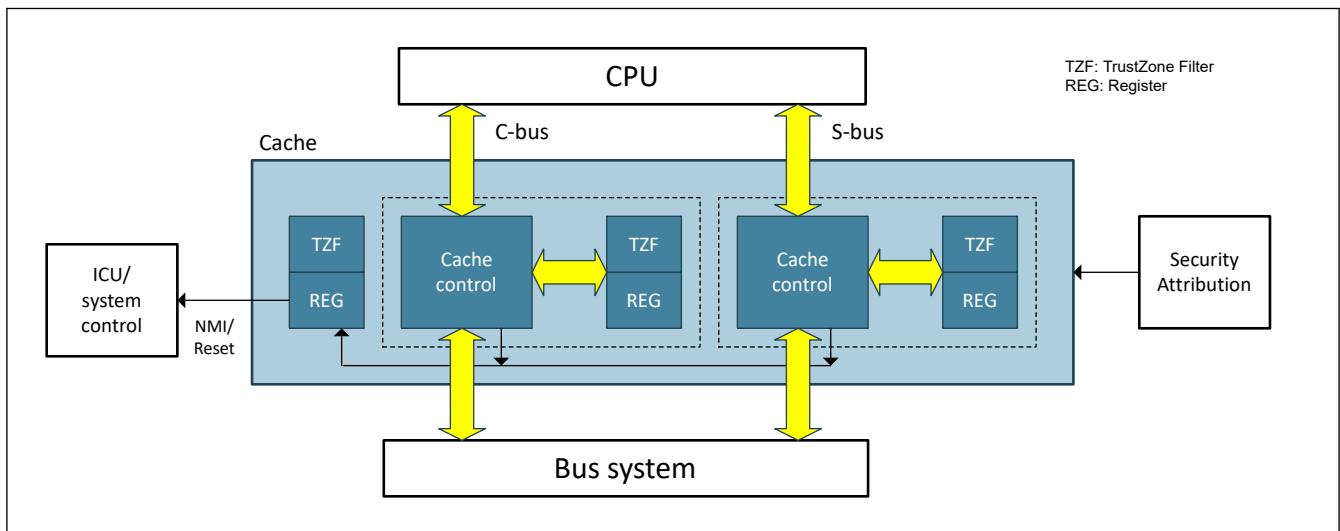 CPU
TZF: TrustZone Filter
REG: Register
C-bus
S-bus
Cache
TZF
REG
Cache
control
TZF
REG
Cache
control
TZF
REG
ICU/
system
control
NMI/
Reset
Security
Attribution
Bus system